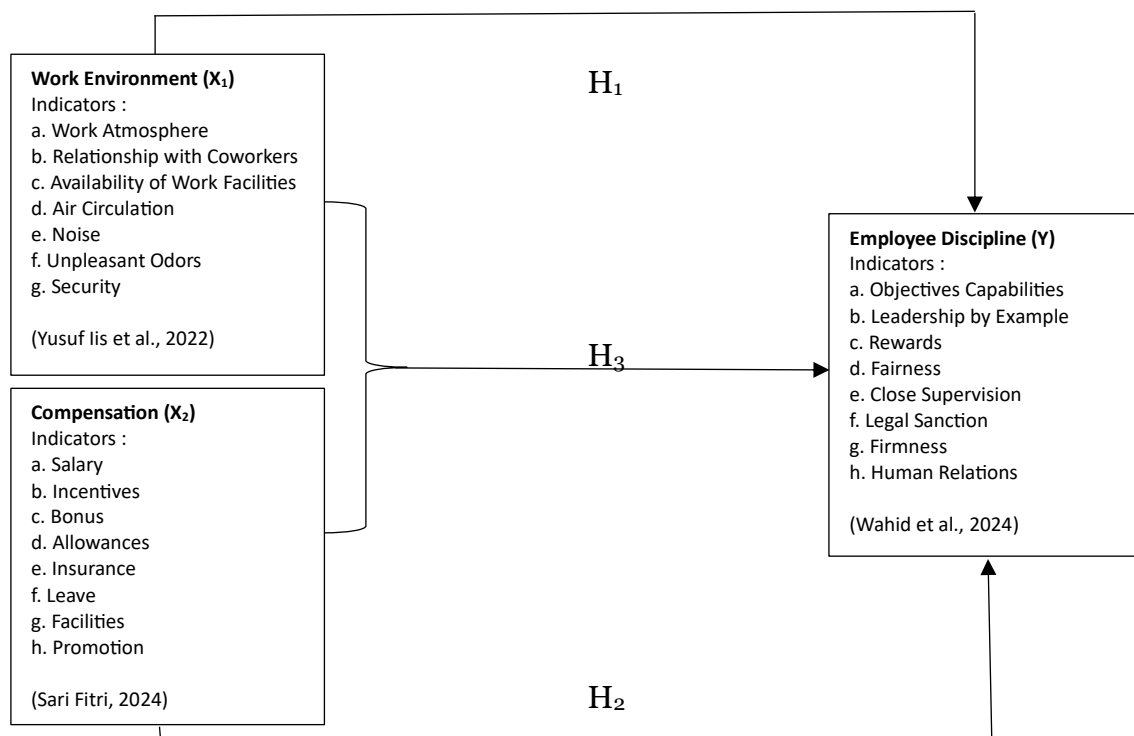 H₁
Work Environment (X₁)
Indicators :
a. Work Atmosphere
b. Relationship with Coworkers
c. Availability of Work Facilities
d. Air Circulation
e. Noise
f. Unpleasant Odors
g. Security
(Yusuf Iis et al., 2022)
Compensation (X₂)
Indicators :
a. Salary
b. Incentives
c. Bonus
d. Allowances
e. Insurance
f. Leave
g. Facilities
h. Promotion
(Sari Fitri, 2024)
H₃
Employee Discipline (Y)
Indicators :
a. Objectives Capabilities
b. Leadership by Example
c. Rewards
d. Fairness
e. Close Supervision
f. Legal Sanction
g. Firmness
h. Human Relations
(Wahid et al., 2024)
H₂